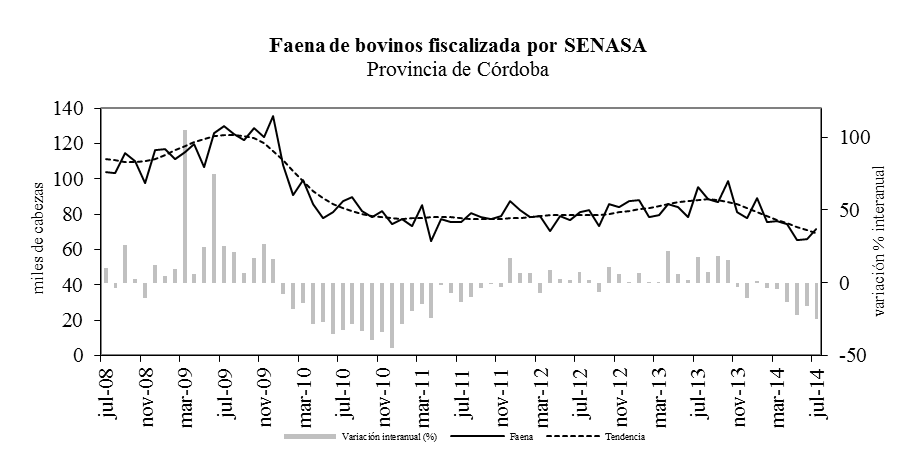 Faena de bovinos fiscalizada por SENASA
Provincia de Córdoba
miles de cabezas
140
120
100
80
60
40
20
0
100
50
0
-50
variación % interanual
jul-08
nov-08
mar-09
jul-09
nov-09
mar-10
jul-10
nov-10
mar-11
jul-11
nov-11
mar-12
jul-12
nov-12
mar-13
jul-13
nov-13
mar-14
jul-14
Variación interanual (%) Faena Tendencia